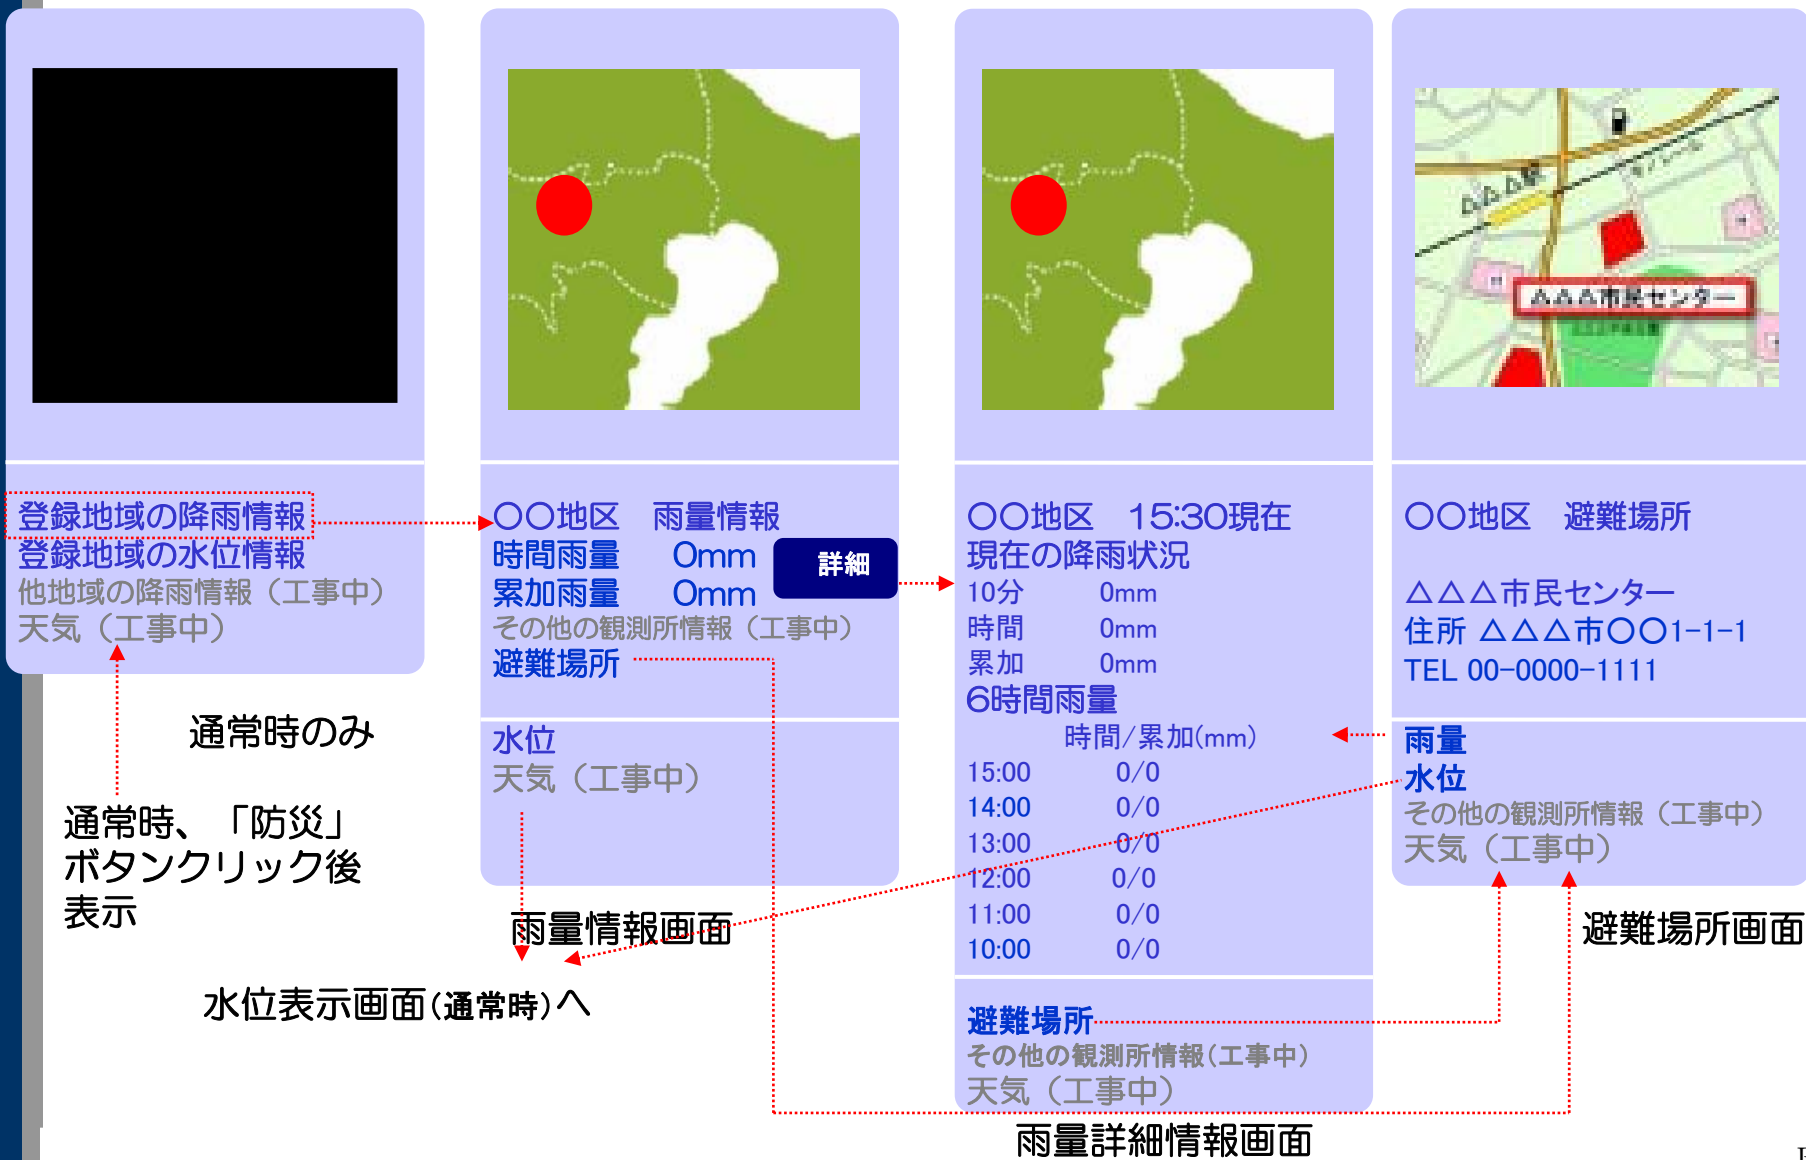 登録地域の降雨情報
登録地域の水位情報
他地域の降雨情報（工事中）
天気（工事中）
通常時のみ
通常時、「防災」
ボタンクリック後
表示
〇〇地区　雨量情報
時間雨量　0mm
累加雨量　0mm
詳細
その他の観測所情報（工事中）
避難場所
水位
天気（工事中）
雨量情報画面
水位表示画面(通常時)へ
〇〇地区　15:30現在
現在の降雨状況
10分　0mm
時間　0mm
累加　0mm
6時間雨量
時間/累加(mm)
15:00　0/0
14:00　0/0
13:00　0/0
12:00　0/0
11:00　0/0
10:00　0/0
避難場所
その他の観測所情報(工事中)
天気（工事中）
雨量詳細情報画面
△△△駅
モノレール
△△△市民センター
〇〇地区　避難場所
△△△市民センター
住所 △△△市〇〇1-1-1
TEL 00-0000-1111
雨量
水位
その他の観測所情報（工事中）
天気（工事中）
避難場所画面